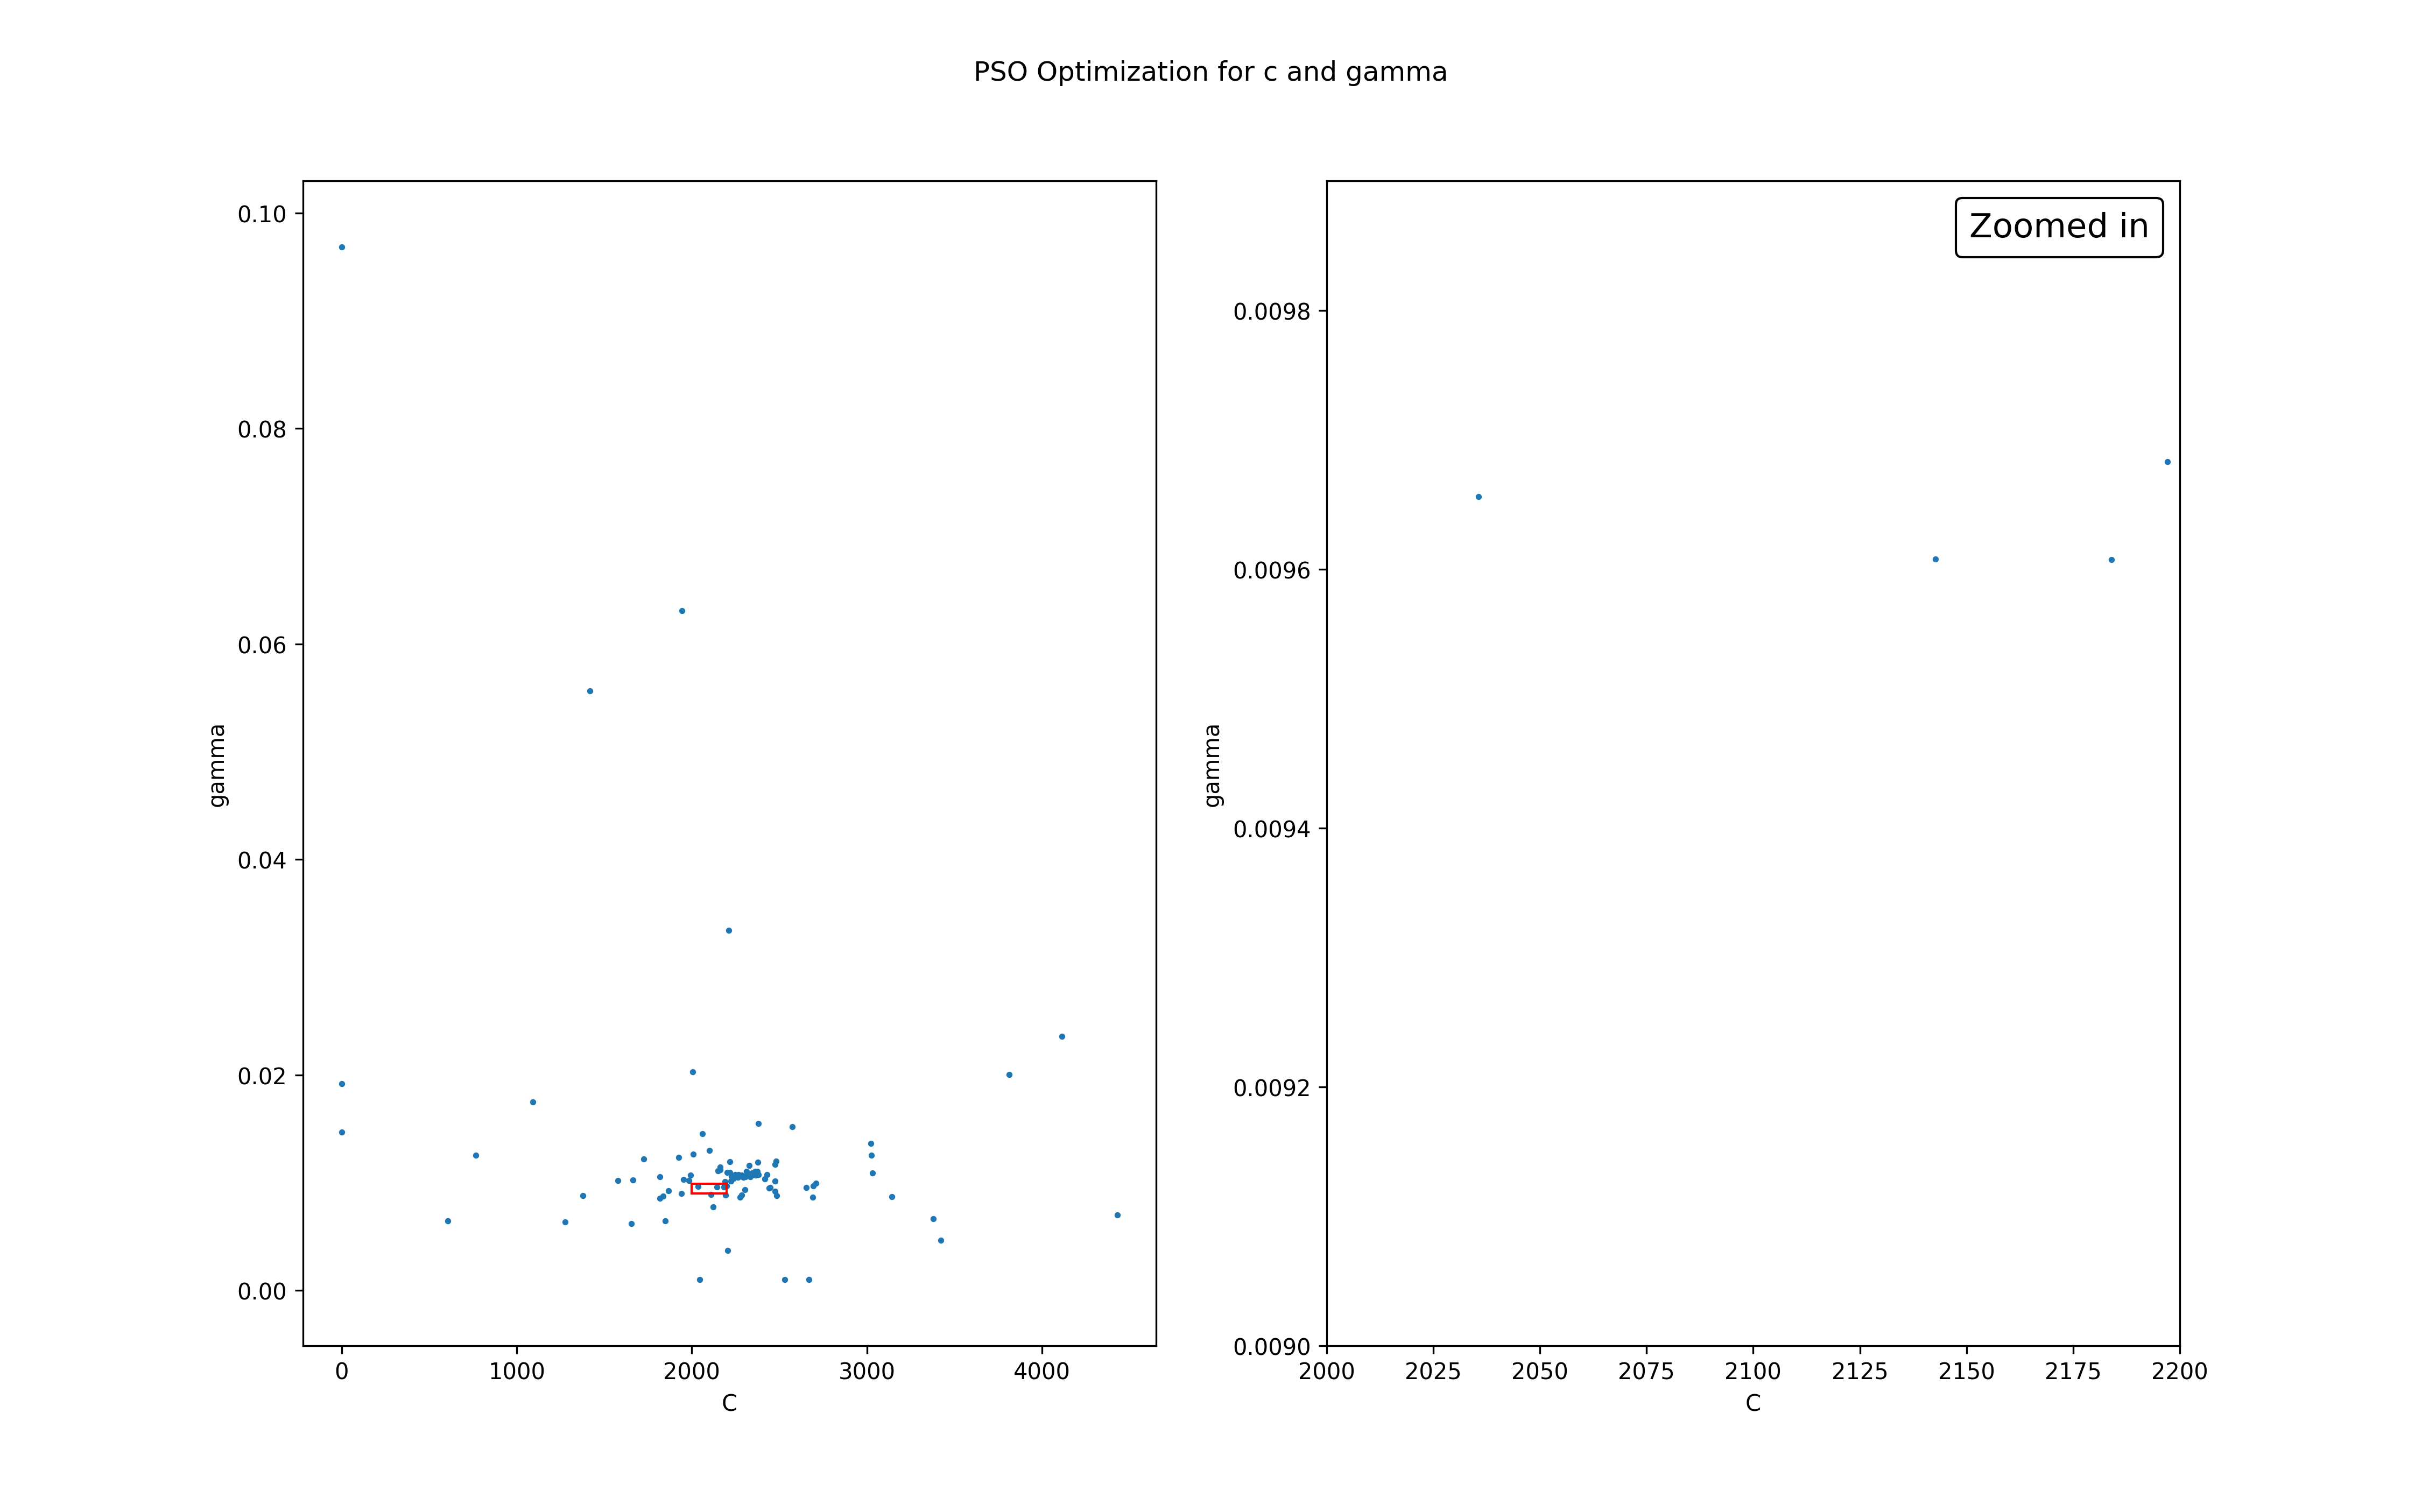 PSO Optimization for c and gamma
0.10
0.08
0.06
0.04
0.02
0.00
gamma
0 1000 2000 3000 4000
C
Zoomed in
0.0098
0.0096
0.0094
0.0092
0.0090
gamma
2000 2025 2050 2075 2100 2125 2150 2175 2200
C